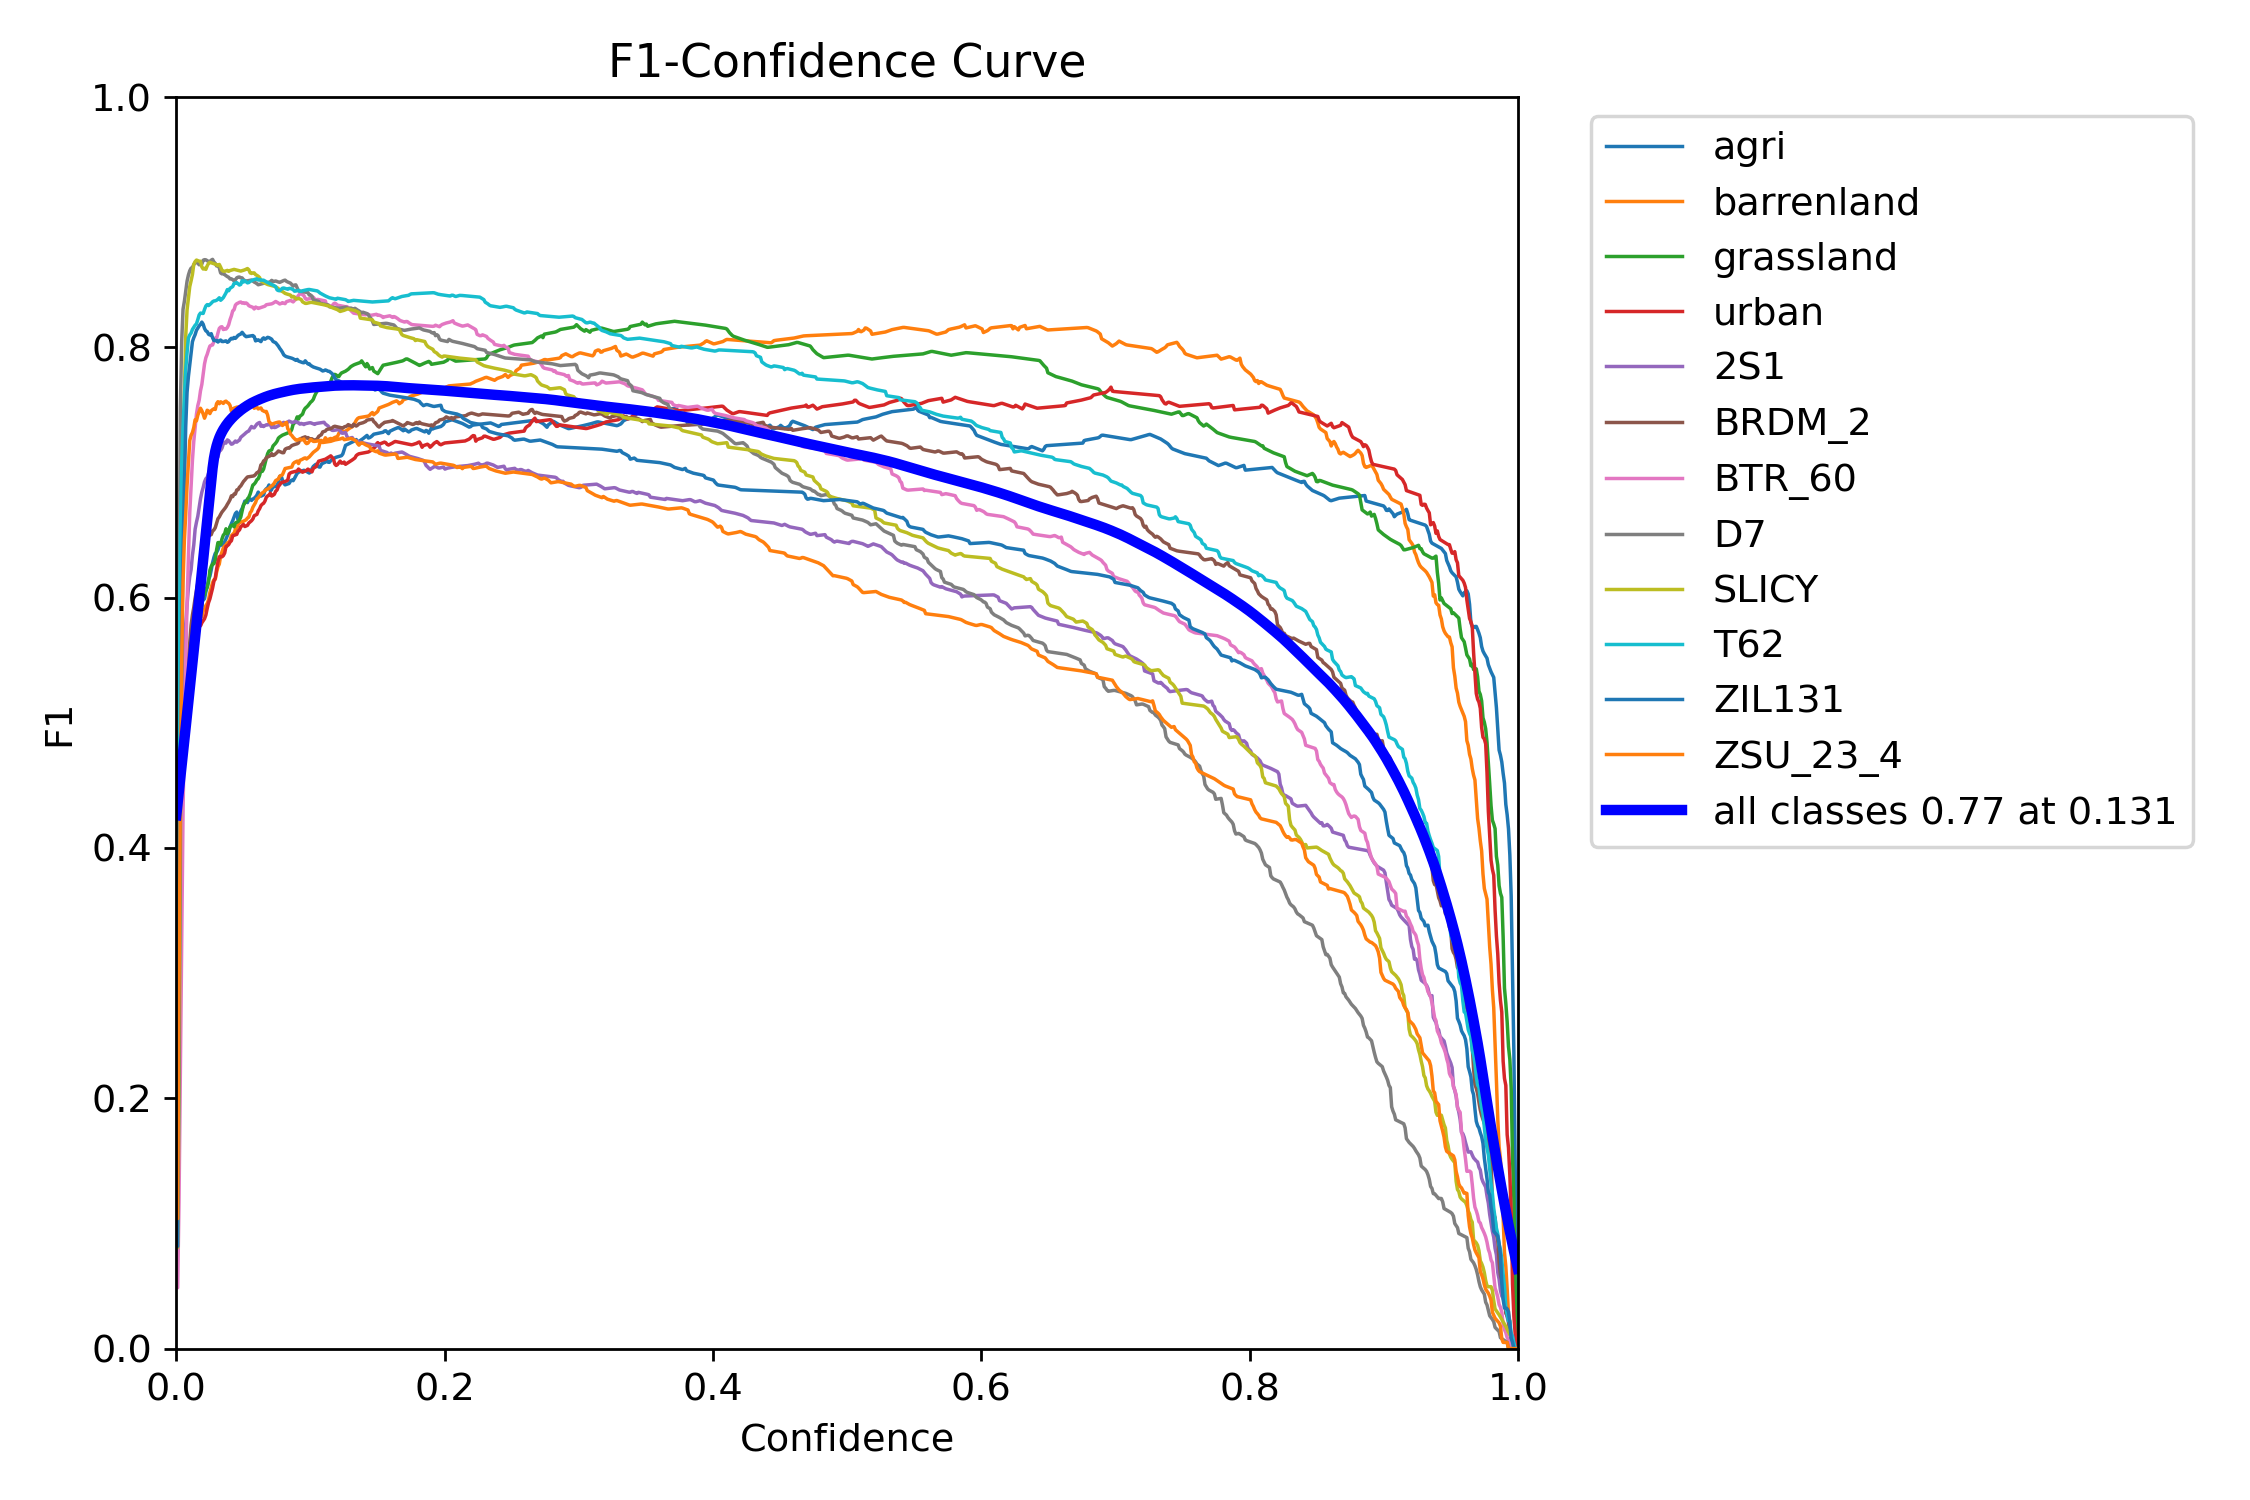 F1-Confidence Curve
1.0
0.8
0.6
0.4
0.2
0.0
F1
0.0 0.2 0.4 0.6 0.8 1.0
Confidence
agri
barrenland
grassland
urban
2S1
BRDM_2
BTR_60
D7
SLICY
T62
ZIL131
ZSU_23_4
all classes 0.77 at 0.131